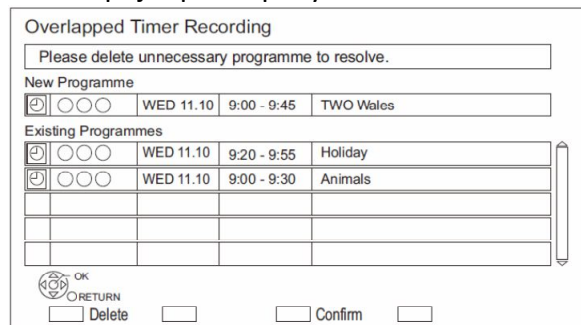 Overlapped Timer Recording
Please delete unnecessary programme to resolve.
New Programme
WED 11.10 9:00 - 9:45 TWO Wales
Existing Programmes
WED 11.10 9:20 - 9:55 Holiday
WED 11.10 9:00 - 9:30 Animals
OK
RETURN
Delete Confirm